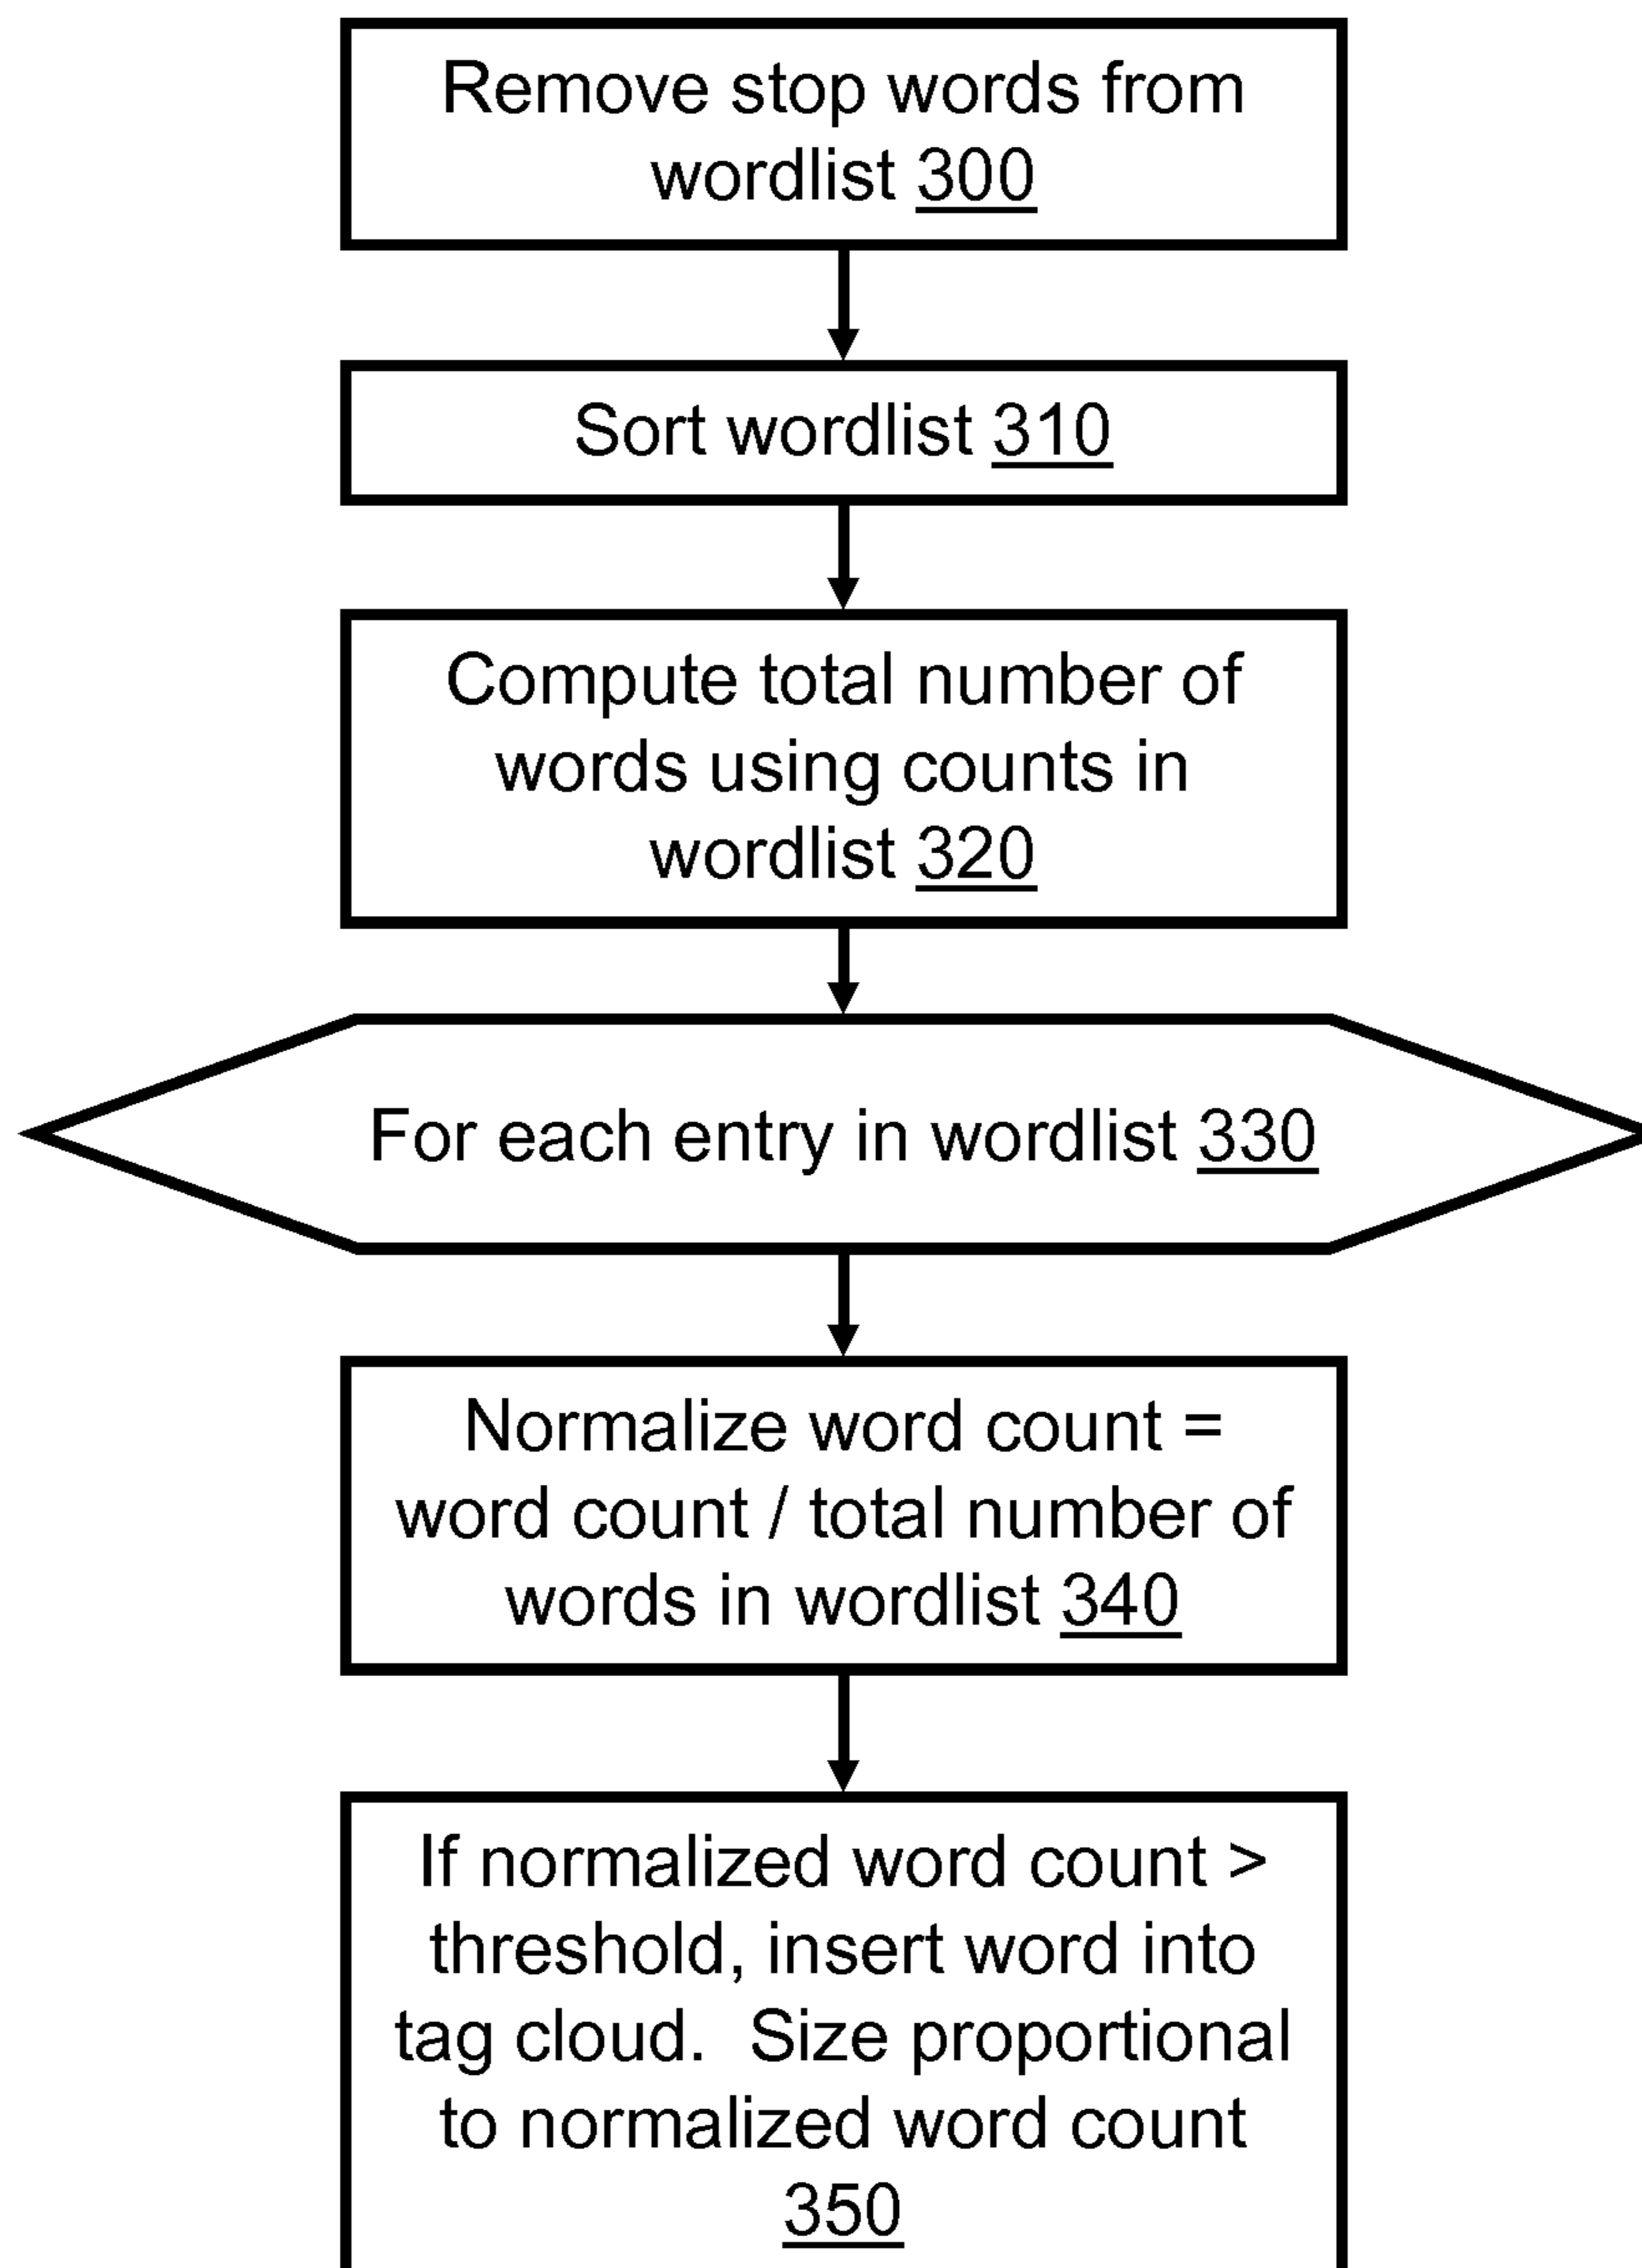 Remove stop words from
wordlist 300
Sort wordlist 310
Compute total number of
words using counts in
wordlist 320
For each entry in wordlist 330
Normalize word count =
word count / total number of
words in wordlist 340
If normalized word count >
threshold, insert word into
tag cloud.  Size proportional
to normalized word count
350